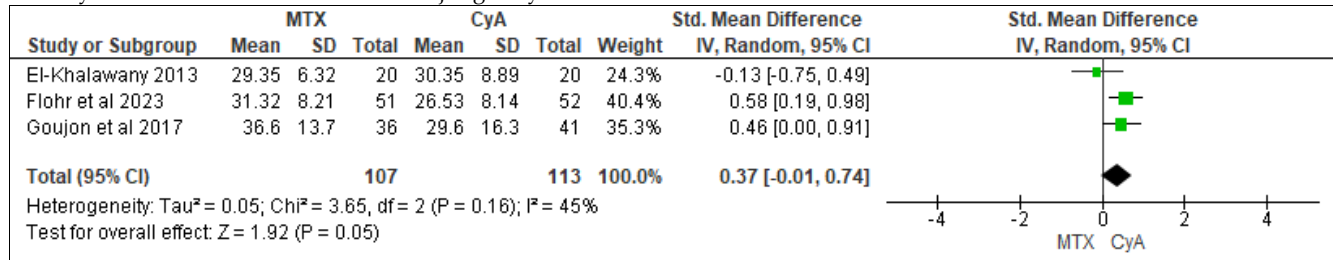 MTX CyA Std. Mean Difference Std. Mean Difference
Study or Subgroup Mean SD Total Mean SD Total Weight IV, Random, 95% CI IV, Random, 95% CI
El-Khalawany 2013 29.35 6.32 20 30.35 8.89 20 24.3% -0.13 [-0.75, 0.49]
Flohr et al 2023 31.32 8.21 51 26.53 8.14 52 40.4% 0.58 [0.19, 0.98]
Goujon et al 2017 36.6 13.7 36 29.6 16.3 41 35.3% 0.46 [0.00, 0.91]
Total (95% CI) 107 113 100.0% 0.37 [-0.01, 0.74]
Heterogeneity: Tau² = 0.05; Chi² = 3.65, df = 2 (P = 0.16); I² = 45%
Test for overall effect: Z = 1.92 (P = 0.05)
-4 -2 0 2 4
MTX CyA